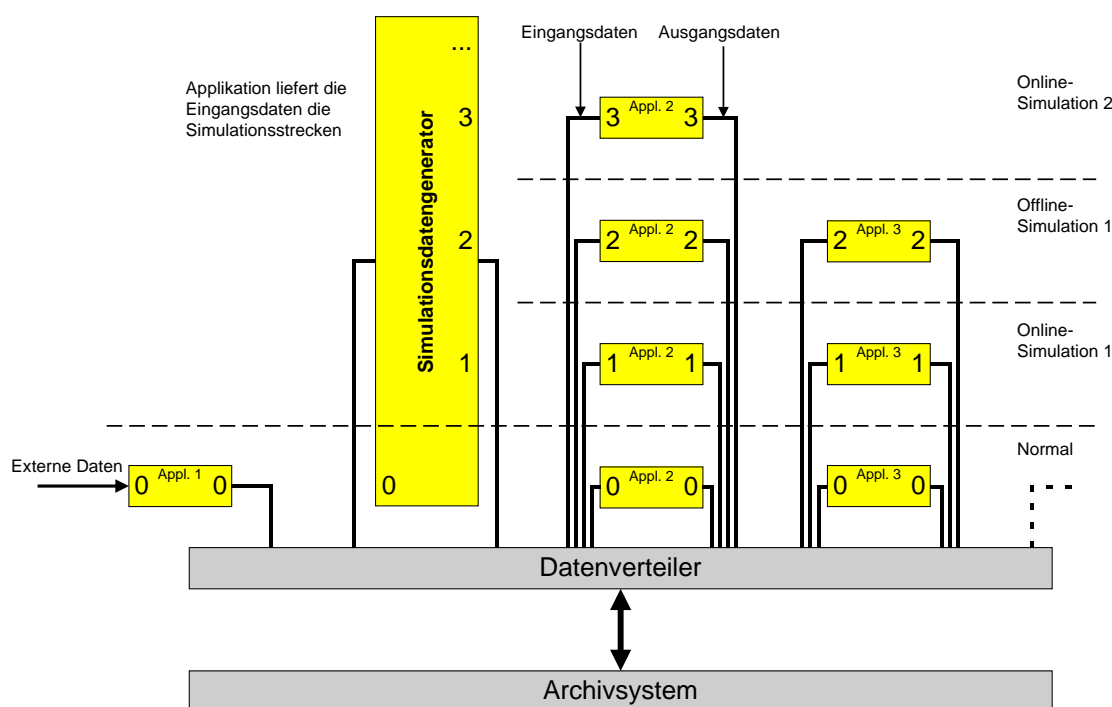 ...
Eingangsdaten
Ausgangsdaten
Applikation liefert die
Eingangsdaten die
Simulationsstrecken
Simulationsdatengenerator
3
3 Appl. 2 3
Online-
Simulation 2
2
2 Appl. 2 2
2 Appl. 3 2
Offline-
Simulation 1
1
1 Appl. 2 1
1 Appl. 3 1
Online-
Simulation 1
Externe Daten
0 Appl. 1 0
0
0 Appl. 2 0
0 Appl. 3 0
Normal
Datenverteiler
Archivsystem